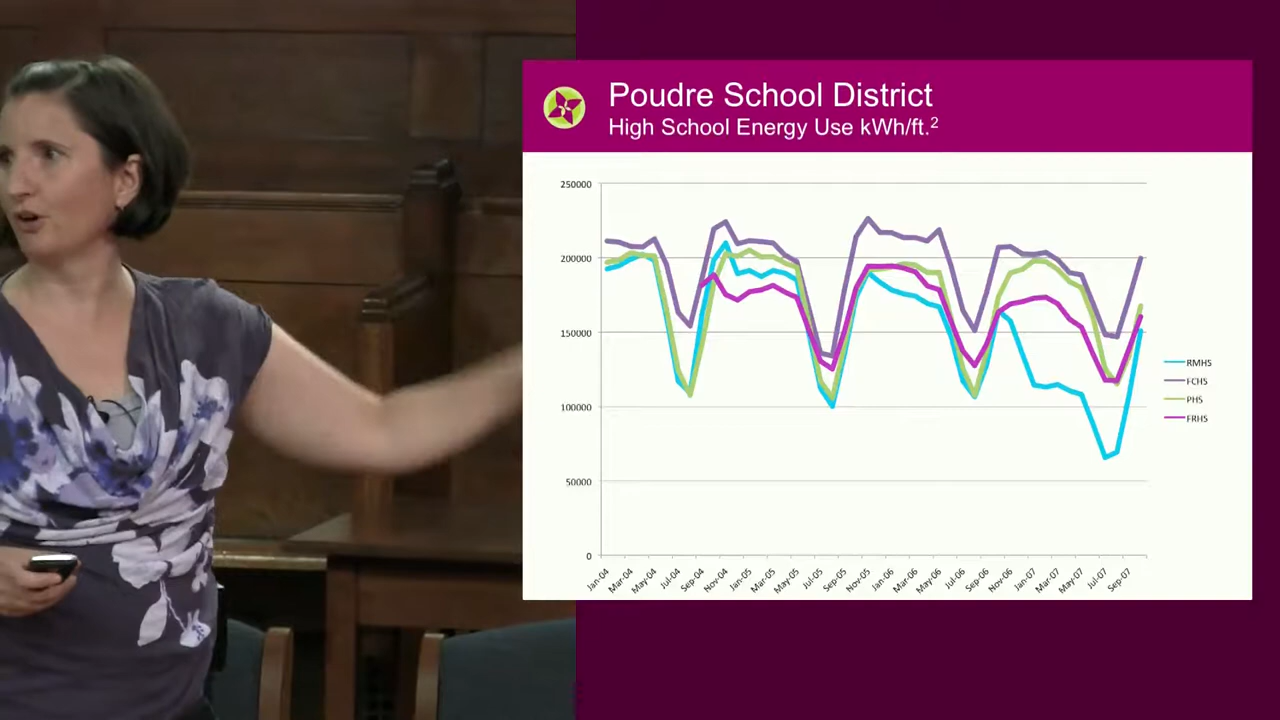 Poudre School District
High School Energy Use kWh/ft.²
250000
200000
150000
100000
50000
0
Jan-04
Mar-04
May-04
Jul-04
Sep-04
Nov-04
Jan-05
Mar-05
May-05
Jul-05
Sep-05
Nov-05
Jan-06
Mar-06
May-06
Jul-06
Sep-06
Nov-06
Jan-07
Mar-07
May-07
Jul-07
Sep-07
RMHS
FCHS
PHS
FRHS